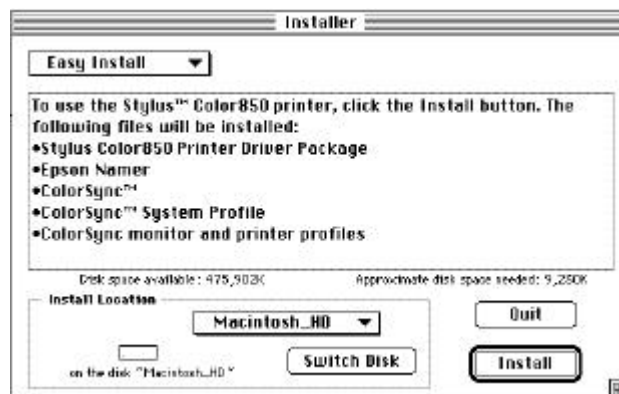 Installer
Easy Install
To use the Stylus™ Color850 printer, click the Install button. The
following files will be installed:
•Stylus Color850 Printer Driver Package
•Epson Namer
•ColorSync™
•ColorSync™ System Profile
•ColorSync monitor and printer profiles
Disk space available: 475,902K Approximate disk space needed: 9,280K
Install Location
Macintosh_HD
Quit
on the disk "Macintosh_HD"
Switch Disk
Install